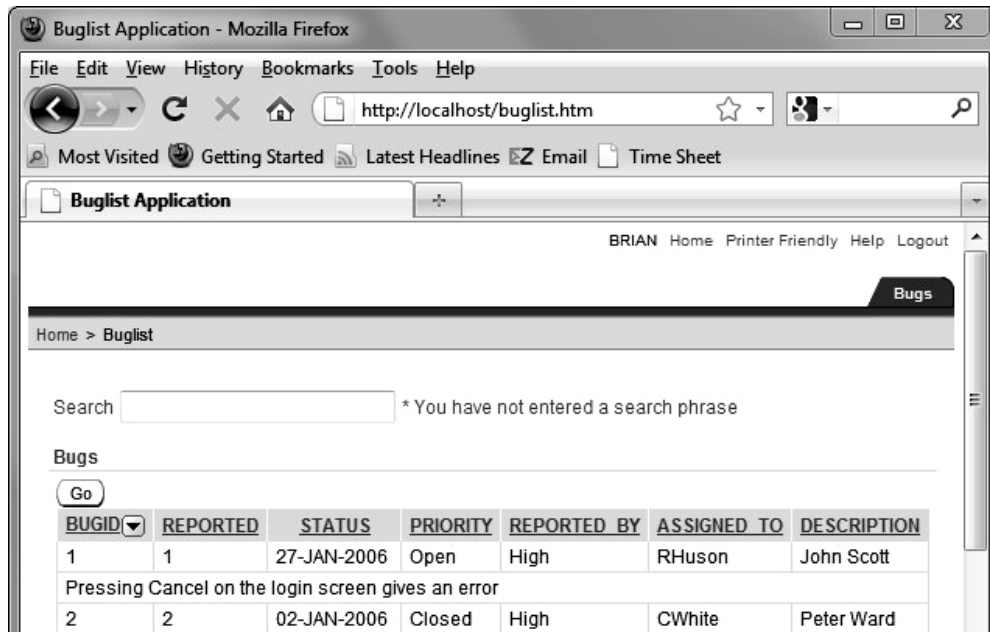 Buglist Application - Mozilla Firefox
File Edit View History Bookmarks Tools Help
http://localhost/buglist.htm
Most Visited Getting Started Latest Headlines Email Time Sheet
Buglist Application
BRIAN Home Printer Friendly Help Logout
Bugs
Home > Buglist
Search * You have not entered a search phrase
Bugs
Go
BUGID REPORTED STATUS PRIORITY REPORTED_BY ASSIGNED_TO DESCRIPTION
1 1 27-JAN-2006 Open High RHuson John Scott
Pressing Cancel on the login screen gives an error
2 2 02-JAN-2006 Closed High CWhite Peter Ward